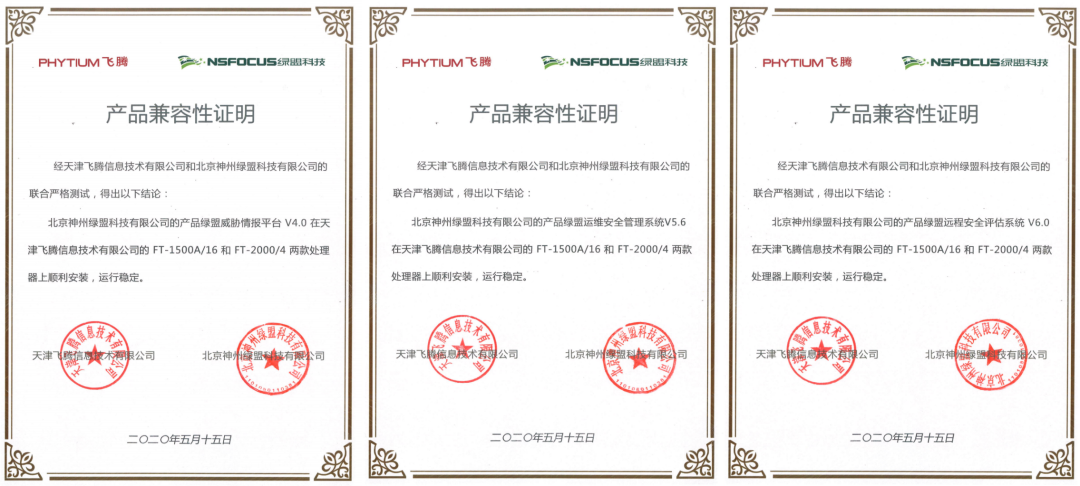 PHYTIUM 飞腾
NSFOCUS绿盟科技
产品兼容性证明
经天津飞腾信息技术有限公司和北京神州绿盟科技有限公司的
联合严格测试，得出以下结论：
北京神州绿盟科技有限公司的产品绿盟威胁情报平台 V4.0 在天
津飞腾信息技术有限公司的 FT-1500A/16 和 FT-2000/4 两款处理
器上顺利安装，运行稳定。
天津飞腾信息技术有限公司
北京神州绿盟科技有限公司
二〇二〇年五月十五日
PHYTIUM 飞腾
NSFOCUS绿盟科技
产品兼容性证明
经天津飞腾信息技术有限公司和北京神州绿盟科技有限公司的
联合严格测试，得出以下结论：
北京神州绿盟科技有限公司的产品绿盟运维安全管理系统V5.6
在天津飞腾信息技术有限公司的 FT-1500A/16 和 FT-2000/4 两款
处理器上顺利安装，运行稳定。
天津飞腾信息技术有限公司
北京神州绿盟科技有限公司
二〇二〇年五月十五日
PHYTIUM 飞腾
NSFOCUS绿盟科技
产品兼容性证明
经天津飞腾信息技术有限公司和北京神州绿盟科技有限公司的
联合严格测试，得出以下结论：
北京神州绿盟科技有限公司的产品绿盟远程安全评估系统 V6.0
在天津飞腾信息技术有限公司的 FT-1500A/16 和 FT-2000/4 两款
处理器上顺利安装，运行稳定。
天津飞腾信息技术有限公司
北京神州绿盟科技有限公司
二〇二〇年五月十五日